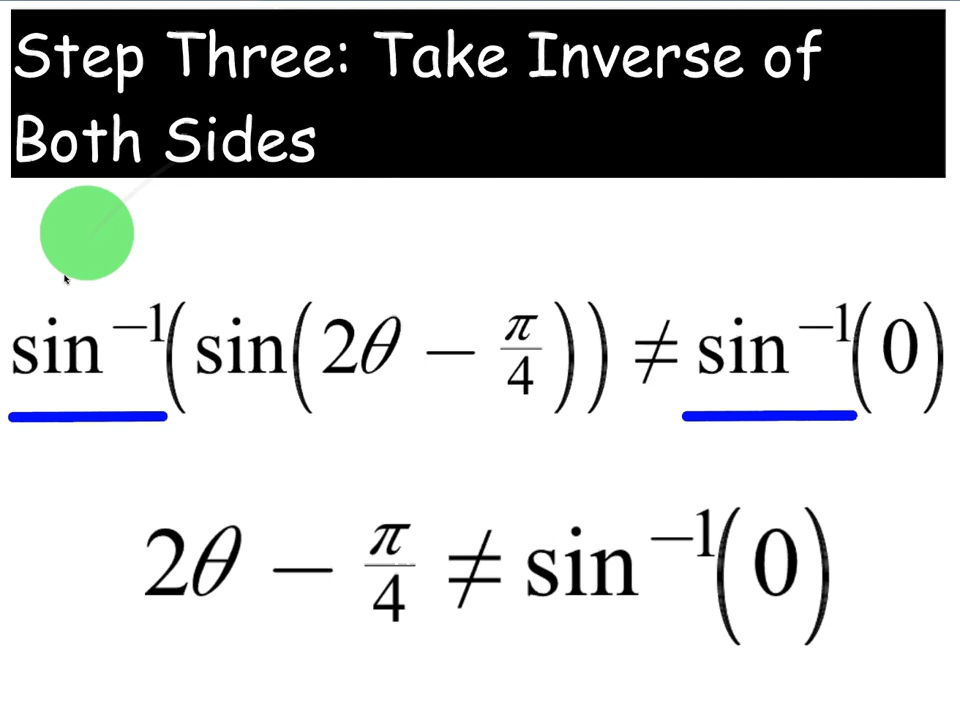 Step Three: Take Inverse of
Both Sides
sin⁻¹(sin(2θ − π/4)) ≠ sin⁻¹(0)
2θ − π/4 ≠ sin⁻¹(0)